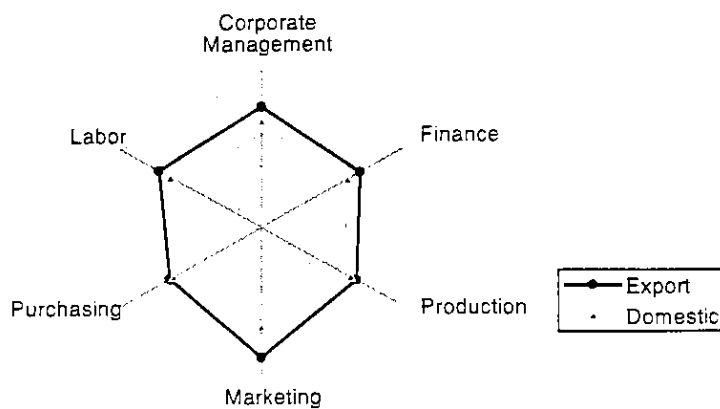 Corporate
Management
Labor
Finance
Purchasing
Production
Marketing
Export
Domestic